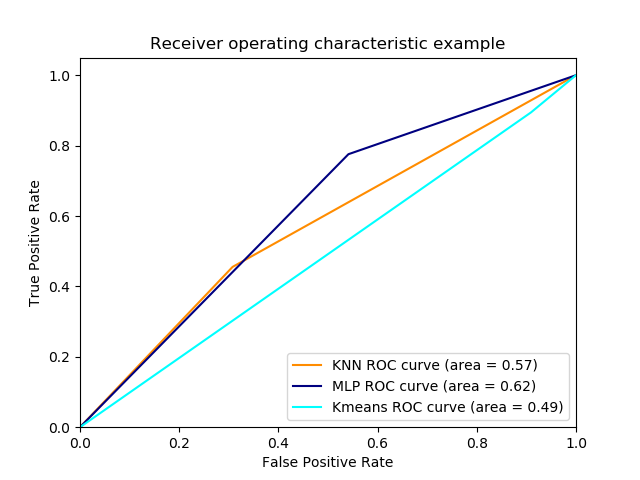 Receiver operating characteristic example
1.0
0.8
0.6
0.4
0.2
0.0
True Positive Rate
KNN ROC curve (area = 0.57)
MLP ROC curve (area = 0.62)
Kmeans ROC curve (area = 0.49)
0.0 0.2 0.4 0.6 0.8 1.0
False Positive Rate